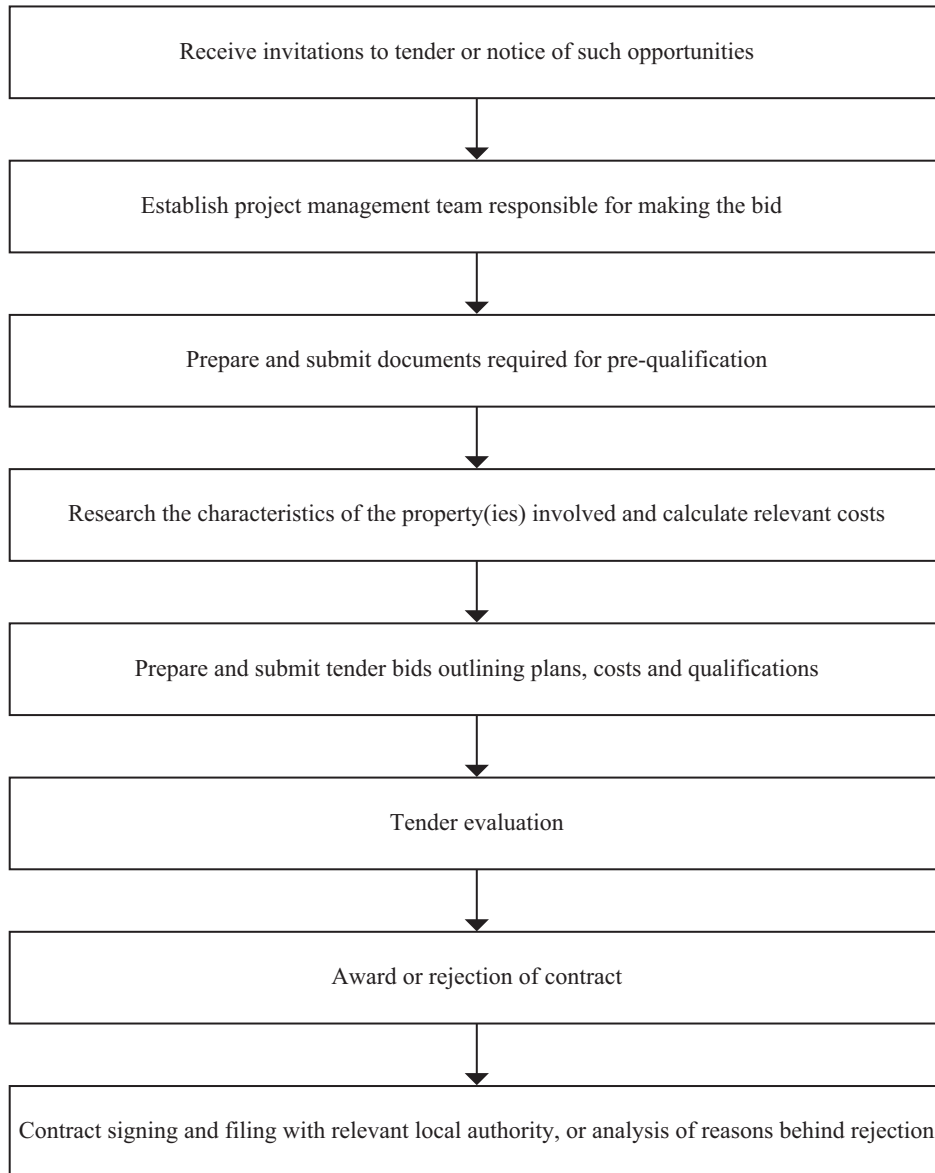 Receive invitations to tender or notice of such opportunities
Establish project management team responsible for making the bid
Prepare and submit documents required for pre-qualification
Research the characteristics of the property(ies) involved and calculate relevant costs
Prepare and submit tender bids outlining plans, costs and qualifications
Tender evaluation
Award or rejection of contract
Contract signing and filing with relevant local authority, or analysis of reasons behind rejection